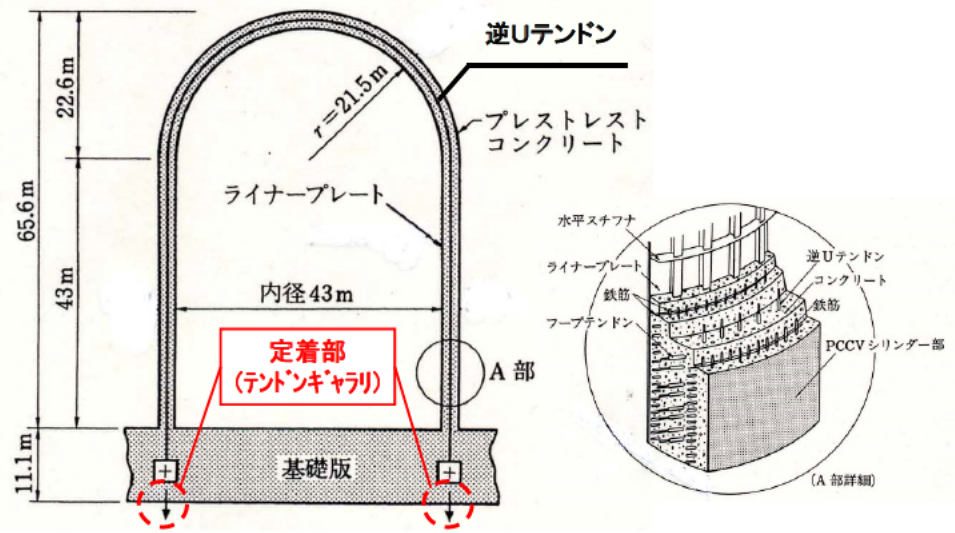 逆Uテンドン
22.6m
r=21.5m
プレストレスト
コンクリート
65.6m
ライナープレート
43m
内径43m
定着部
(テンドンギャラリ)
A部
11.1m
基礎版
水平スチフナ
ライナープレート
鉄筋
フープテンドン
逆Uテンドン
コンクリート
鉄筋
PCCVシリンダー部
(A部詳細)